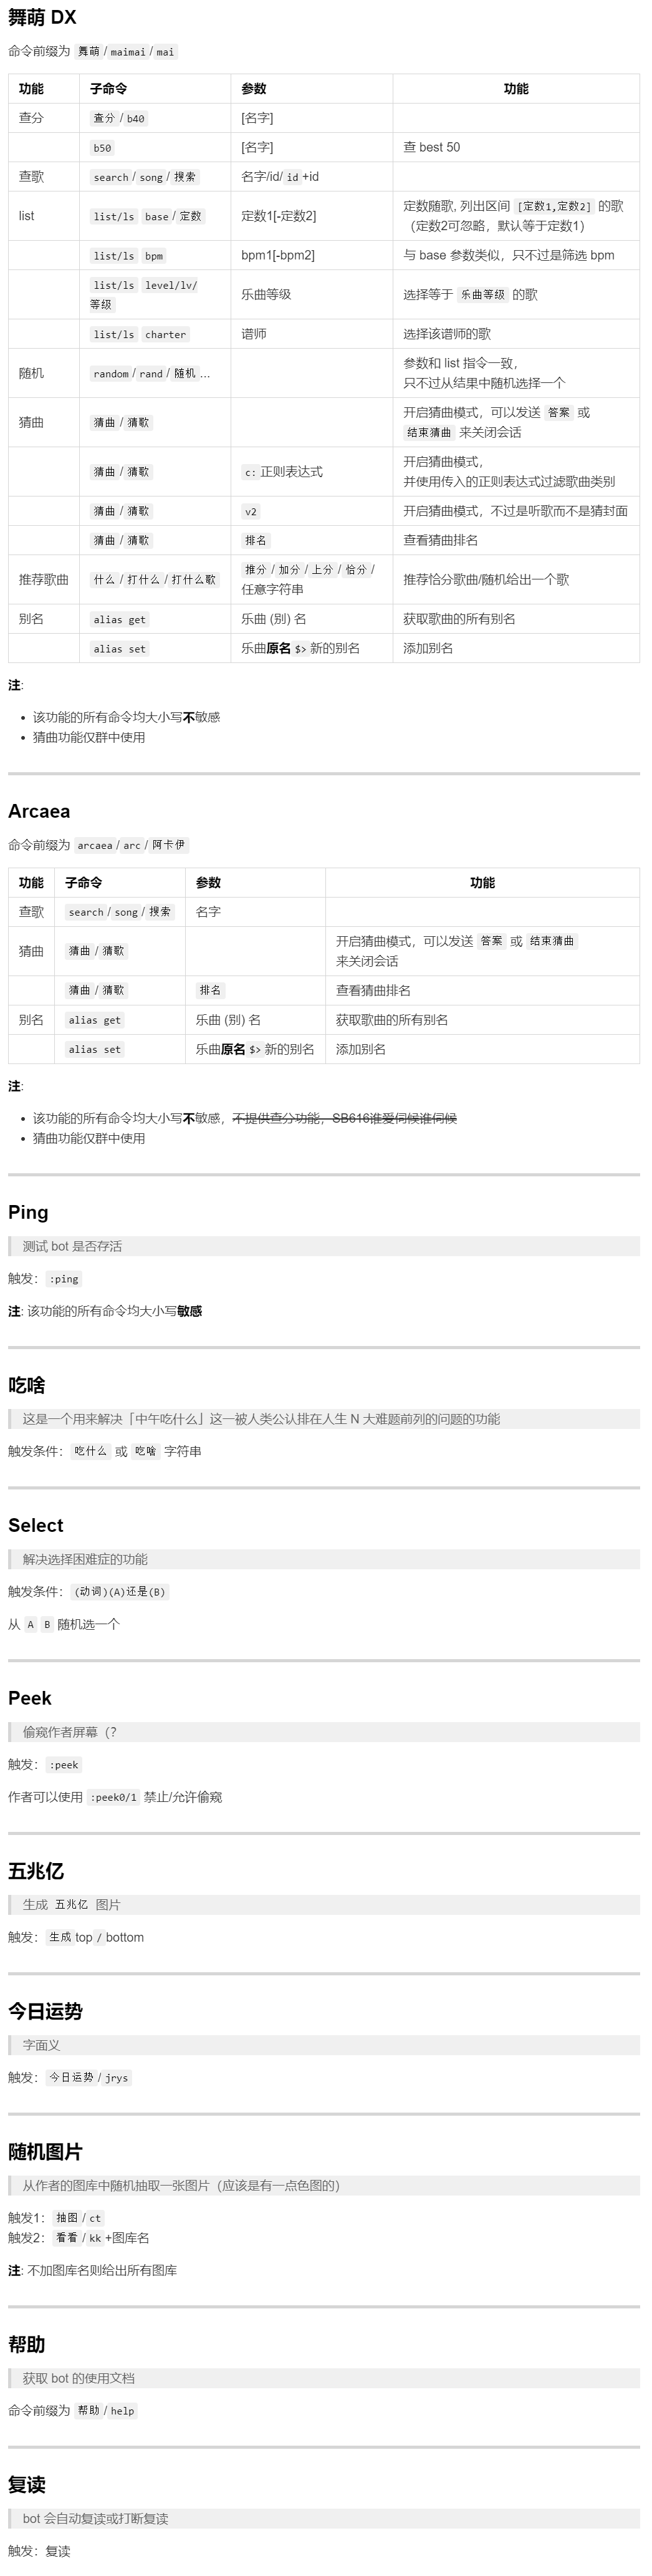 舞萌 DX
命令前缀为 舞萌/maimai/mai
功能 子命令 参数 功能
查分 查分/b40 [名字]
b50 [名字] 查 best 50
查歌 search/song/搜索 名字/id/id+id
list list/ls base/定数 定数1[-定数2] 定数随歌, 列出区间 [定数1,定数2] 的歌
（定数2可忽略，默认等于定数1）
list/ls bpm bpm1[-bpm2] 与 base 参数类似，只不过是筛选 bpm
list/ls level/lv/
等级 乐曲等级 选择等于 乐曲等级 的歌
list/ls charter 谱师 选择该谱师的歌
随机 random/rand/随机... 参数和 list 指令一致，
只不过从结果中随机选择一个
猜曲 猜曲/猜歌 开启猜曲模式，可以发送 答案 或
结束猜曲 来关闭会话
猜曲/猜歌 c:正则表达式 开启猜曲模式，
并使用传入的正则表达式过滤歌曲类别
猜曲/猜歌 v2 开启猜曲模式，不过是听歌而不是猜封面
猜曲/猜歌 排名 查看猜曲排名
推荐歌曲 什么/打什么/打什么歌 推分/加分/上分/恰分/
任意字符串 推荐恰分歌曲/随机给出一个歌
别名 alias get 乐曲 (别) 名 获取歌曲的所有别名
alias set 乐曲原名$>新的别名 添加别名
注:
• 该功能的所有命令均大小写不敏感
• 猜曲功能仅群中使用
Arcaea
命令前缀为 arcaea/arc/阿卡伊
功能 子命令 参数 功能
查歌 search/song/搜索 名字
猜曲 猜曲/猜歌 开启猜曲模式，可以发送 答案 或 结束猜曲
来关闭会话
猜曲/猜歌 排名 查看猜曲排名
别名 alias get 乐曲 (别) 名 获取歌曲的所有别名
alias set 乐曲原名$>新的别名 添加别名
注:
• 该功能的所有命令均大小写不敏感，不提供查分功能，SB616谁爱伺候谁伺候
• 猜曲功能仅群中使用
Ping
测试 bot 是否存活
触发：:ping
注: 该功能的所有命令均大小写敏感
吃啥
这是一个用来解决「中午吃什么」这一被人类公认排在人生 N 大难题前列的问题的功能
触发条件：吃什么 或 吃啥 字符串
Select
解决选择困难症的功能
触发条件：(动词)(A)还是(B)
从 A B 随机选一个
Peek
偷窥作者屏幕（?
触发：:peek
作者可以使用 :peek0/1 禁止/允许偷窥
五兆亿
生成 五兆亿 图片
触发：生成top/bottom
今日运势
字面义
触发：今日运势/jrys
随机图片
从作者的图库中随机抽取一张图片（应该是有一点色图的）
触发1：抽图/ct
触发2：看看/kk+图库名
注: 不加图库名则给出所有图库
帮助
获取 bot 的使用文档
命令前缀为 帮助/help
复读
bot 会自动复读或打断复读
触发：复读